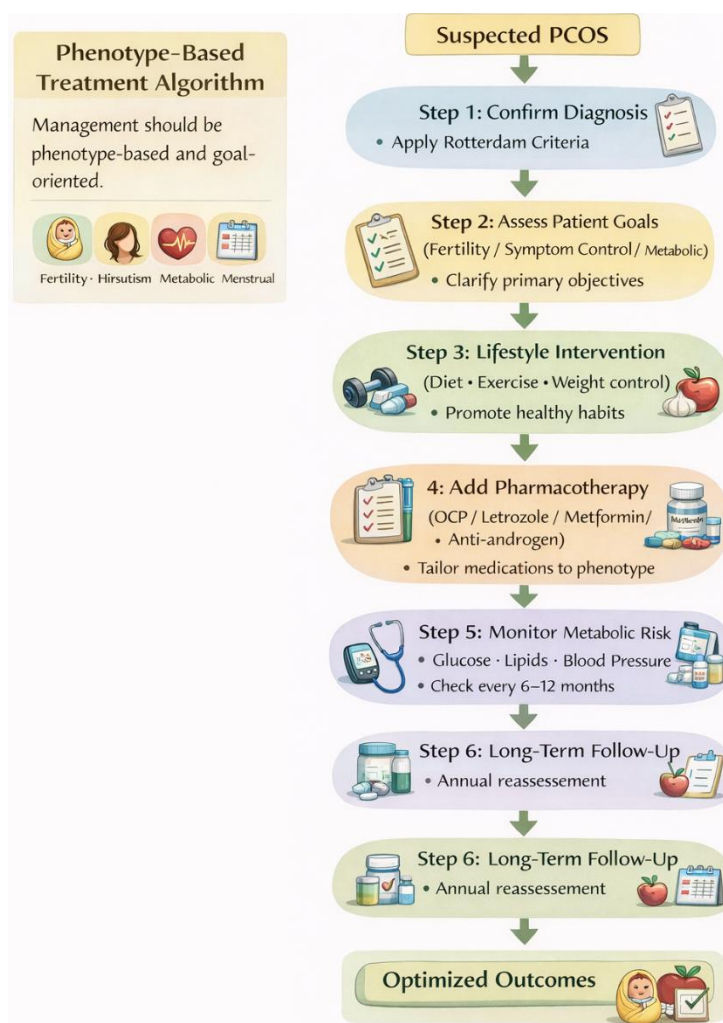 Phenotype-Based
Treatment Algorithm
Management should be
phenotype-based and goal-
oriented.
Fertility · Hirsutism Metabolic Menstrual
Suspected PCOS
Step 1: Confirm Diagnosis
• Apply Rotterdam Criteria
Step 2: Assess Patient Goals
(Fertility / Symptom Control / Metabolic)
• Clarify primary objectives
Step 3: Lifestyle Intervention
(Diet • Exercise • Weight control)
• Promote healthy habits
4: Add Pharmacotherapy
(OCP / Letrozole / Metformin/
• Anti-androgen)
• Tailor medications to phenotype
Step 5: Monitor Metabolic Risk
• Glucose · Lipids · Blood Pressure
• Check every 6–12 months
Step 6: Long-Term Follow-Up
• Annual reassessement
Step 6: Long-Term Follow-Up
• Annual reassessement
Optimized Outcomes